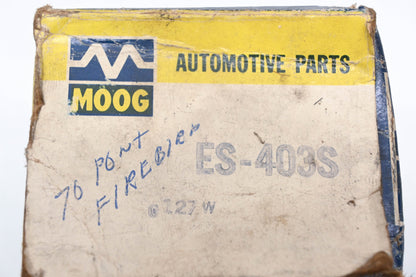 MOOG
AUTOMOTIVE PARTS
70 PONT
FIREBIRD
ES-403S